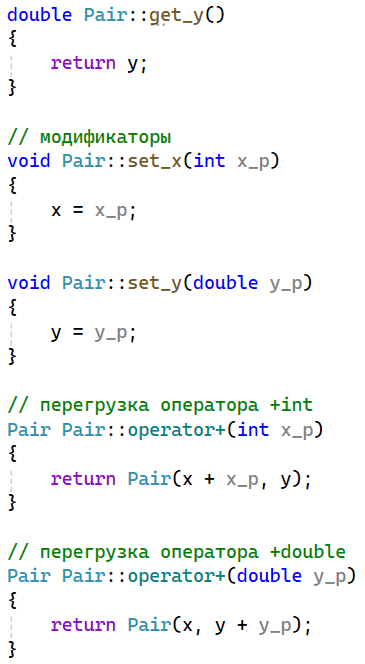 double Pair::get_y()
{
    return y;
}

// модификаторы
void Pair::set_x(int x_p)
{
    x = x_p;
}

void Pair::set_y(double y_p)
{
    y = y_p;
}

// перегрузка оператора +int
Pair Pair::operator+(int x_p)
{
    return Pair(x + x_p, y);
}

// перегрузка оператора +double
Pair Pair::operator+(double y_p)
{
    return Pair(x, y + y_p);
}